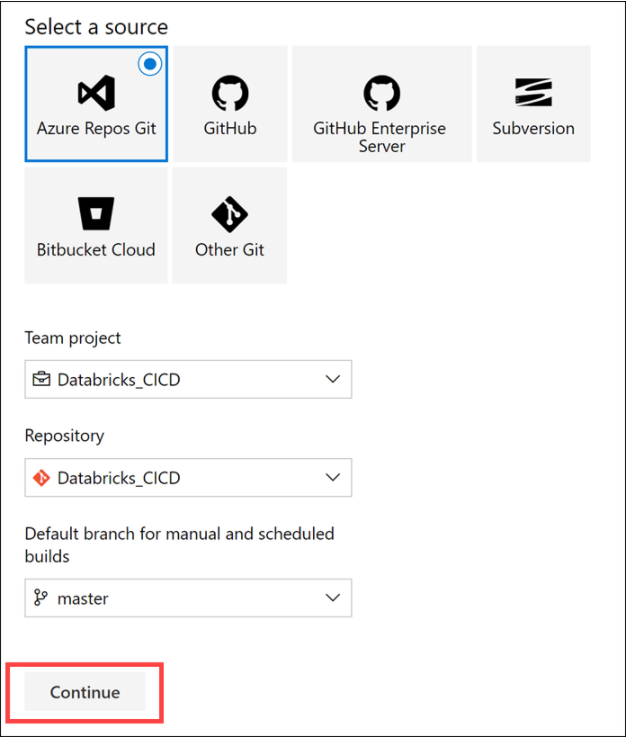 Select a source
Azure Repos Git
GitHub
GitHub Enterprise
Server
Subversion
Bitbucket Cloud
Other Git
Team project
Databricks_CICD
Repository
Databricks_CICD
Default branch for manual and scheduled
builds
master
Continue